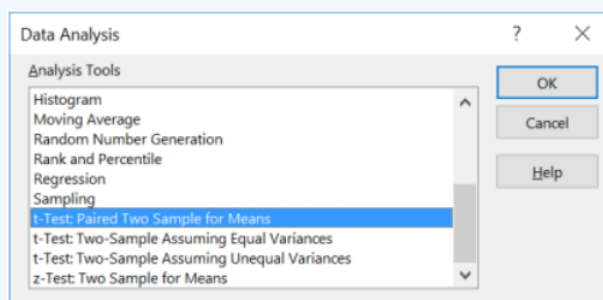 Data Analysis ? ×
Analysis Tools
Histogram
Moving Average
Random Number Generation
Rank and Percentile
Regression
Sampling
t-Test: Paired Two Sample for Means
t-Test: Two-Sample Assuming Equal Variances
t-Test: Two-Sample Assuming Unequal Variances
z-Test: Two Sample for Means
OK
Cancel
Help